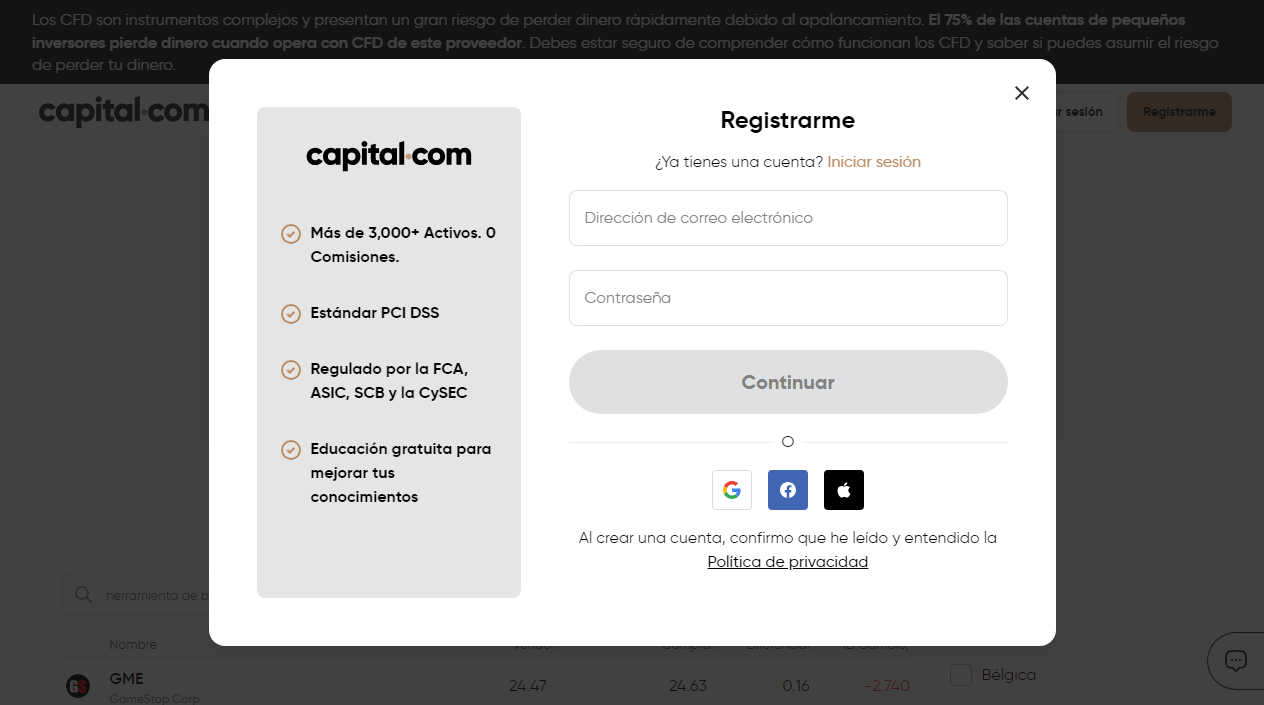 Los CFD son instrumentos complejos y presentan un gran riesgo de perder dinero rápidamente debido al apalancamiento. El 75% de las cuentas de pequeños
inversores pierde dinero cuando opera con CFD de este proveedor. Debes estar seguro de comprender cómo funcionan los CFD y saber si puedes asumir el riesgo
de perder tu dinero.
capital.com
sesión
Registrarme
capital.com
Más de 3,000+ Activos. 0
Comisiones.
Estándar PCI DSS
Regulado por la FCA,
ASIC, SCB y la CySEC
Educación gratuita para
mejorar tus
conocimientos
Registrarme
¿Ya tienes una cuenta? Iniciar sesión
Dirección de correo electrónico
Contraseña
Continuar
O
Al crear una cuenta, confirmo que he leído y entendido la
Política de privacidad
herramienta de b
Nombre
GS GME 24.47 24.63 0.16 -2.740
GameStop Corp
Bélgica